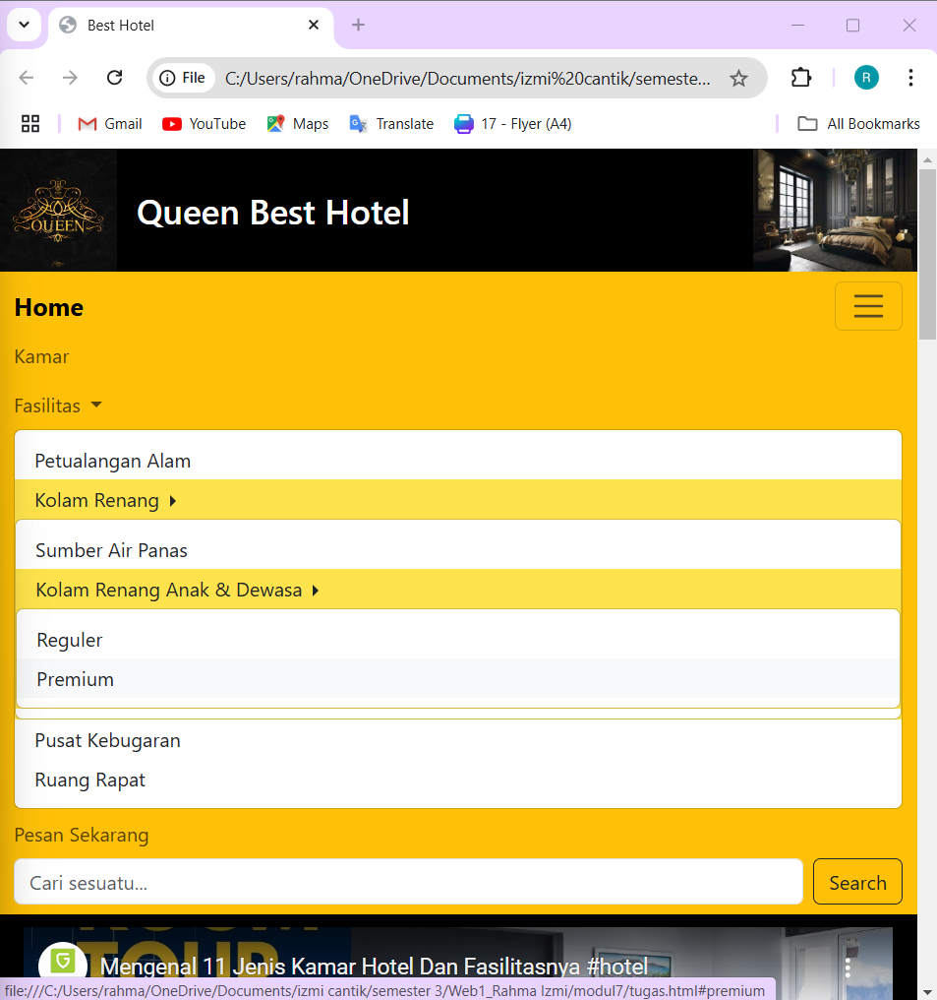 Best Hotel
File C:/Users/rahma/OneDrive/Documents/izmi%20cantik/semeste...
R
Gmail YouTube Maps Translate 17 - Flyer (A4) All Bookmarks
QUEEN
Queen Best Hotel
Home
Kamar
Fasilitas
Petualangan Alam
Kolam Renang
Sumber Air Panas
Kolam Renang Anak & Dewasa
Reguler
Premium
Pusat Kebugaran
Ruang Rapat
Pesan Sekarang
Cari sesuatu... Search
ROOM
TOUR
G Mengenal 11 Jenis Kamar Hotel Dan Fasilitasnya #hotel
file:///C:/Users/rahma/OneDrive/Documents/izmi cantik/semester 3/Web1_Rahma Izmi/modul7/tugas.html#premium